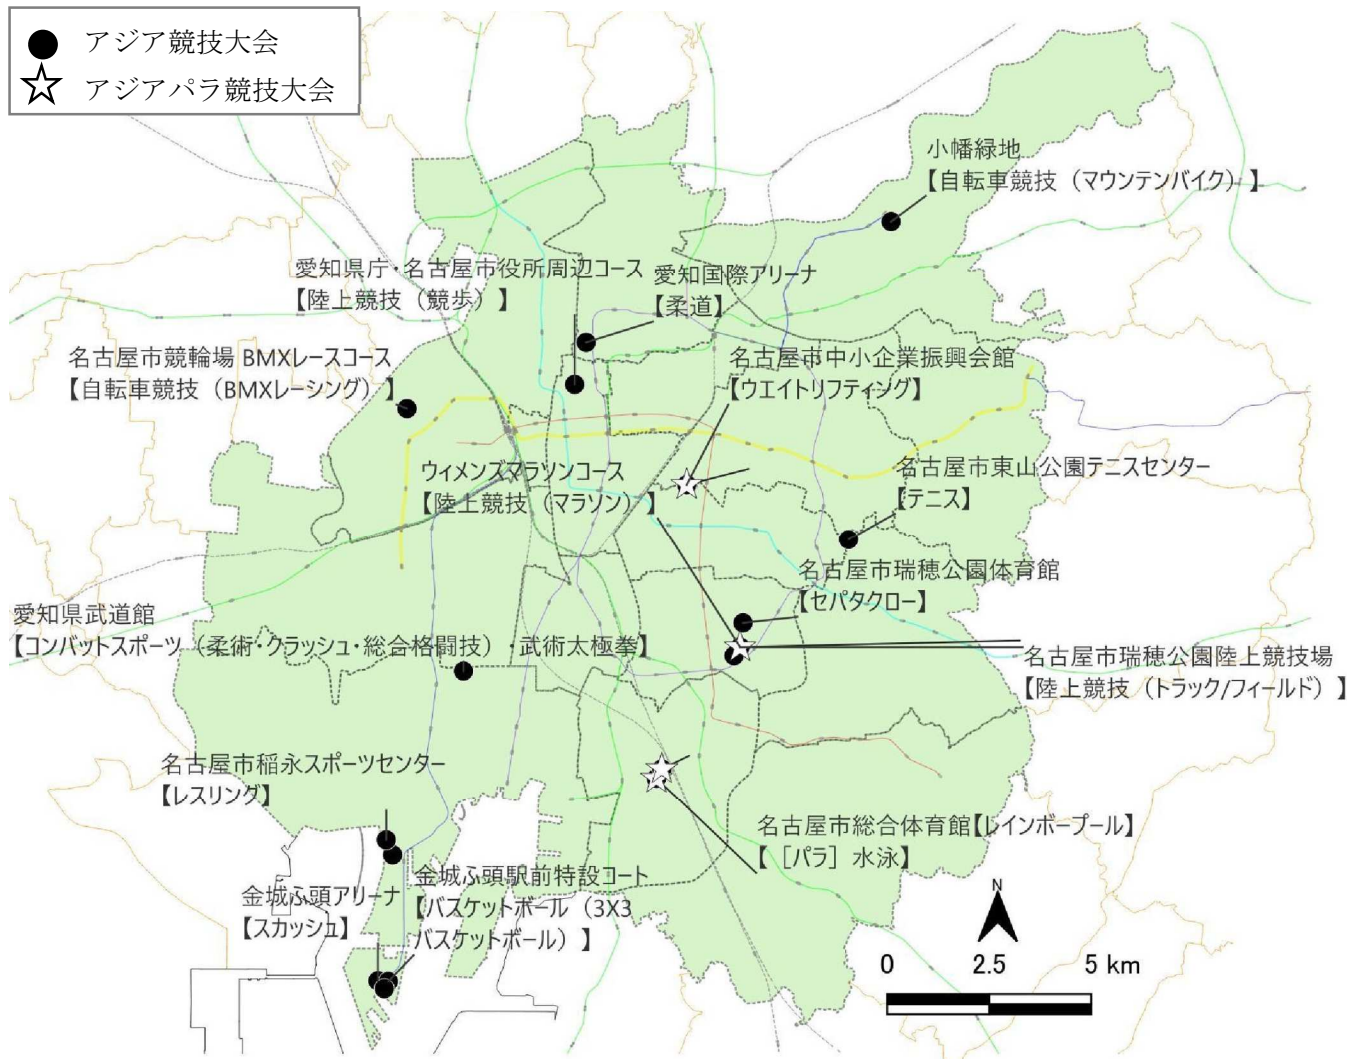 アジア競技大会
アジアパラ競技大会
小幡緑地
【自転車競技（マウンテンバイク）】
愛知県庁・名古屋市役所周辺コース
【陸上競技（競歩）】
愛知国際アリーナ
【柔道】
名古屋市競輪場 BMXレースコース
【自転車競技（BMXレーシング）】
名古屋市中小企業振興会館
【ウエイトリフティング】
ウィメンズマラソンコース
【陸上競技（マラソン）】
名古屋市東山公園テニスセンター
【テニス】
名古屋市瑞穂公園体育館
【セパタクロー】
愛知県武道館
【コンバットスポーツ（柔術・クラッシュ・総合格闘技）・武術太極拳】
名古屋市瑞穂公園陸上競技場
【陸上競技（トラック/フィールド）】
名古屋市稲永スポーツセンター
【レスリング】
名古屋市総合体育館【レインボープール】
【［パラ］水泳】
金城ふ頭アリーナ
【スカッシュ】
金城ふ頭駅前特設コート
【バスケットボール（3X3
バスケットボール）】
N
0 2.5 5 km